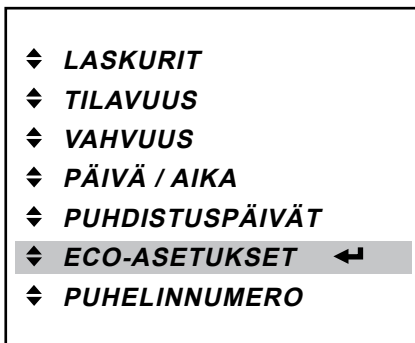 LASKURIT
TILAVUUS
VAHVUUS
PÄIVÄ / AIKA
PUHDISTUSPÄIVÄT
ECO-ASETUKSET
PUHELINNUMERO